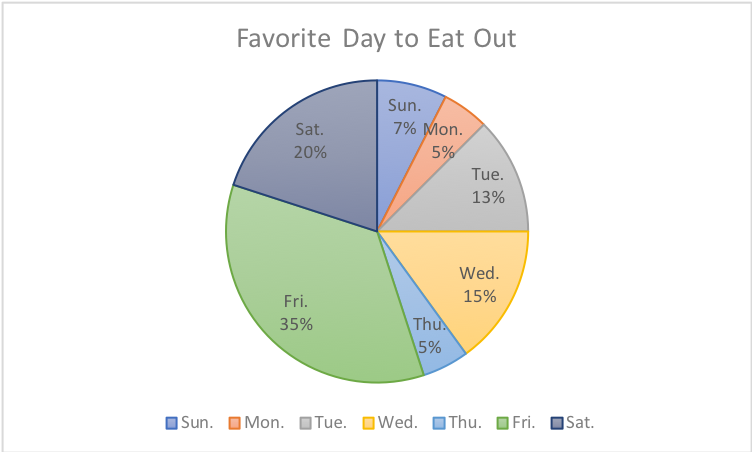 Favorite Day to Eat Out
Sun.
7%
Mon.
5%
Tue.
13%
Wed.
15%
Thu.
5%
Fri.
35%
Sat.
20%
Sun. Mon. Tue. Wed. Thu. Fri. Sat.